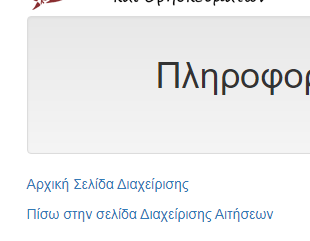 Πληροφορ
Αρχική Σελίδα Διαχείρισης
Πίσω στην σελίδα Διαχείρισης Αιτήσεων